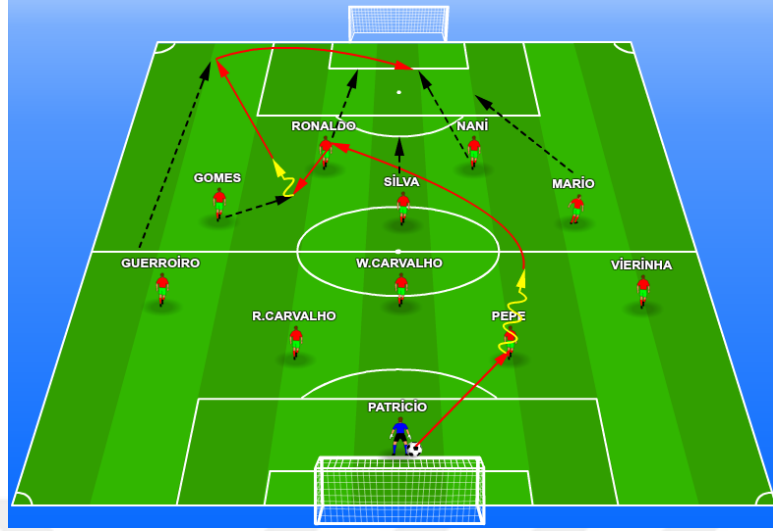 RONALDO
NANİ
GOMES
SİLVA
MARİO
GUERROİRO
W.CARVALHO
VİERİNHA
R.CARVALHO
PEPE
PATRİCİO